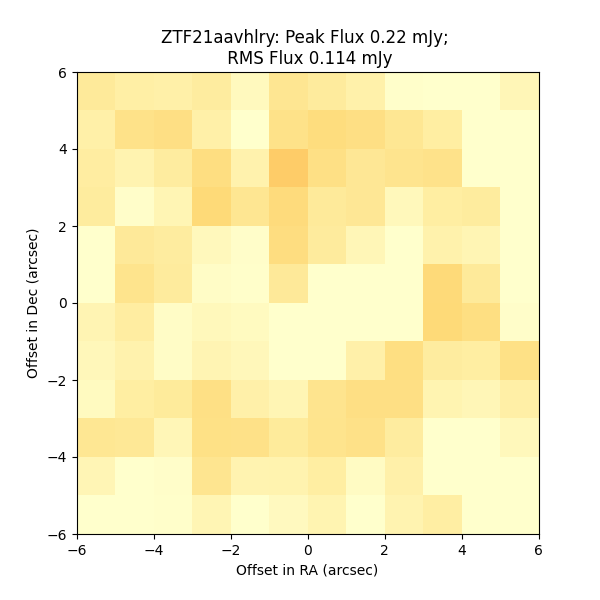 ZTF21aavhlry: Peak Flux 0.22 mJy;
RMS Flux 0.114 mJy
6
4
2
0
−2
−4
−6
Offset in Dec (arcsec)
−6 −4 −2 0 2 4 6
Offset in RA (arcsec)